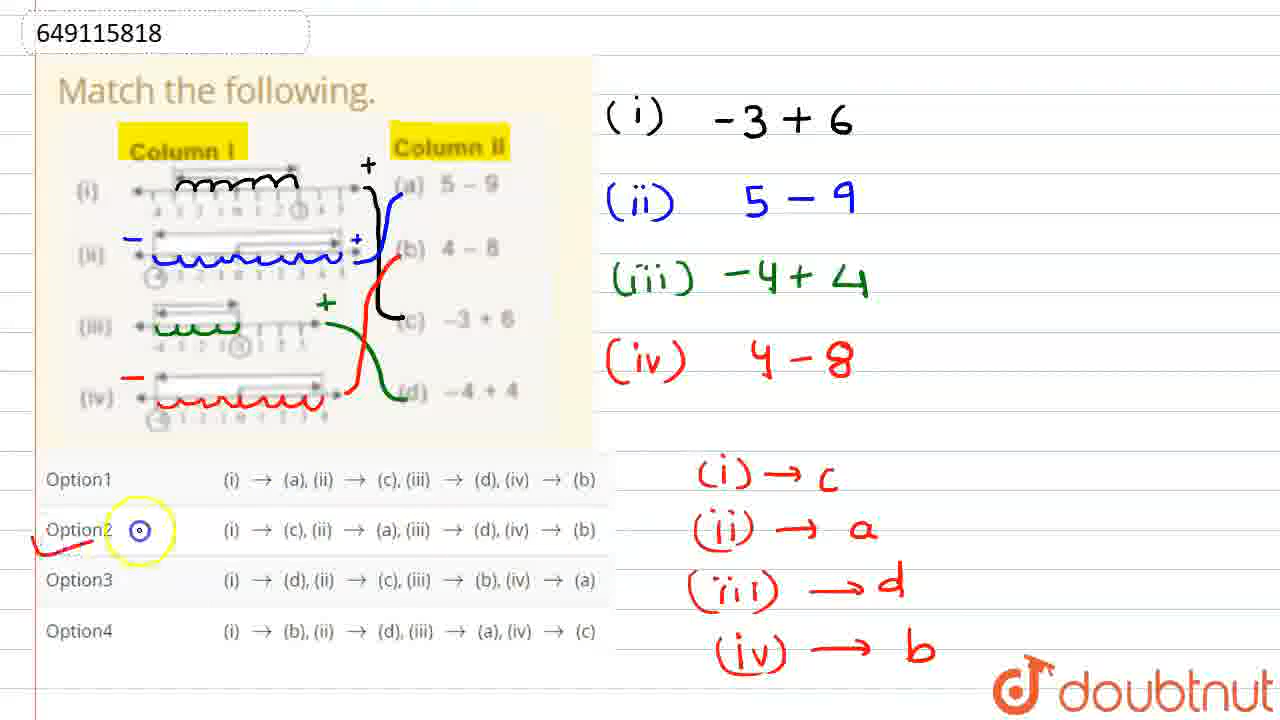 649115818
Match the following.
Column I
Column II
(i)
+
(a) 5 - 9
(ii)
−
+
(b) 4 - 8
(iii)
+
(c) -3 + 6
(iv)
−
(d) -4 + 4
Option1 (i) → (a), (ii) → (c), (iii) → (d), (iv) → (b)
Option2 (i) → (c), (ii) → (a), (iii) → (d), (iv) → (b)
Option3 (i) → (d), (ii) → (c), (iii) → (b), (iv) → (a)
Option4 (i) → (b), (ii) → (d), (iii) → (a), (iv) → (c)
(i) -3 + 6
(ii) 5 - 9
(iii) -4 + 4
(iv) 4 - 8
(i) → c
(ii) → a
(iii) → d
(iv) → b
doubtnut